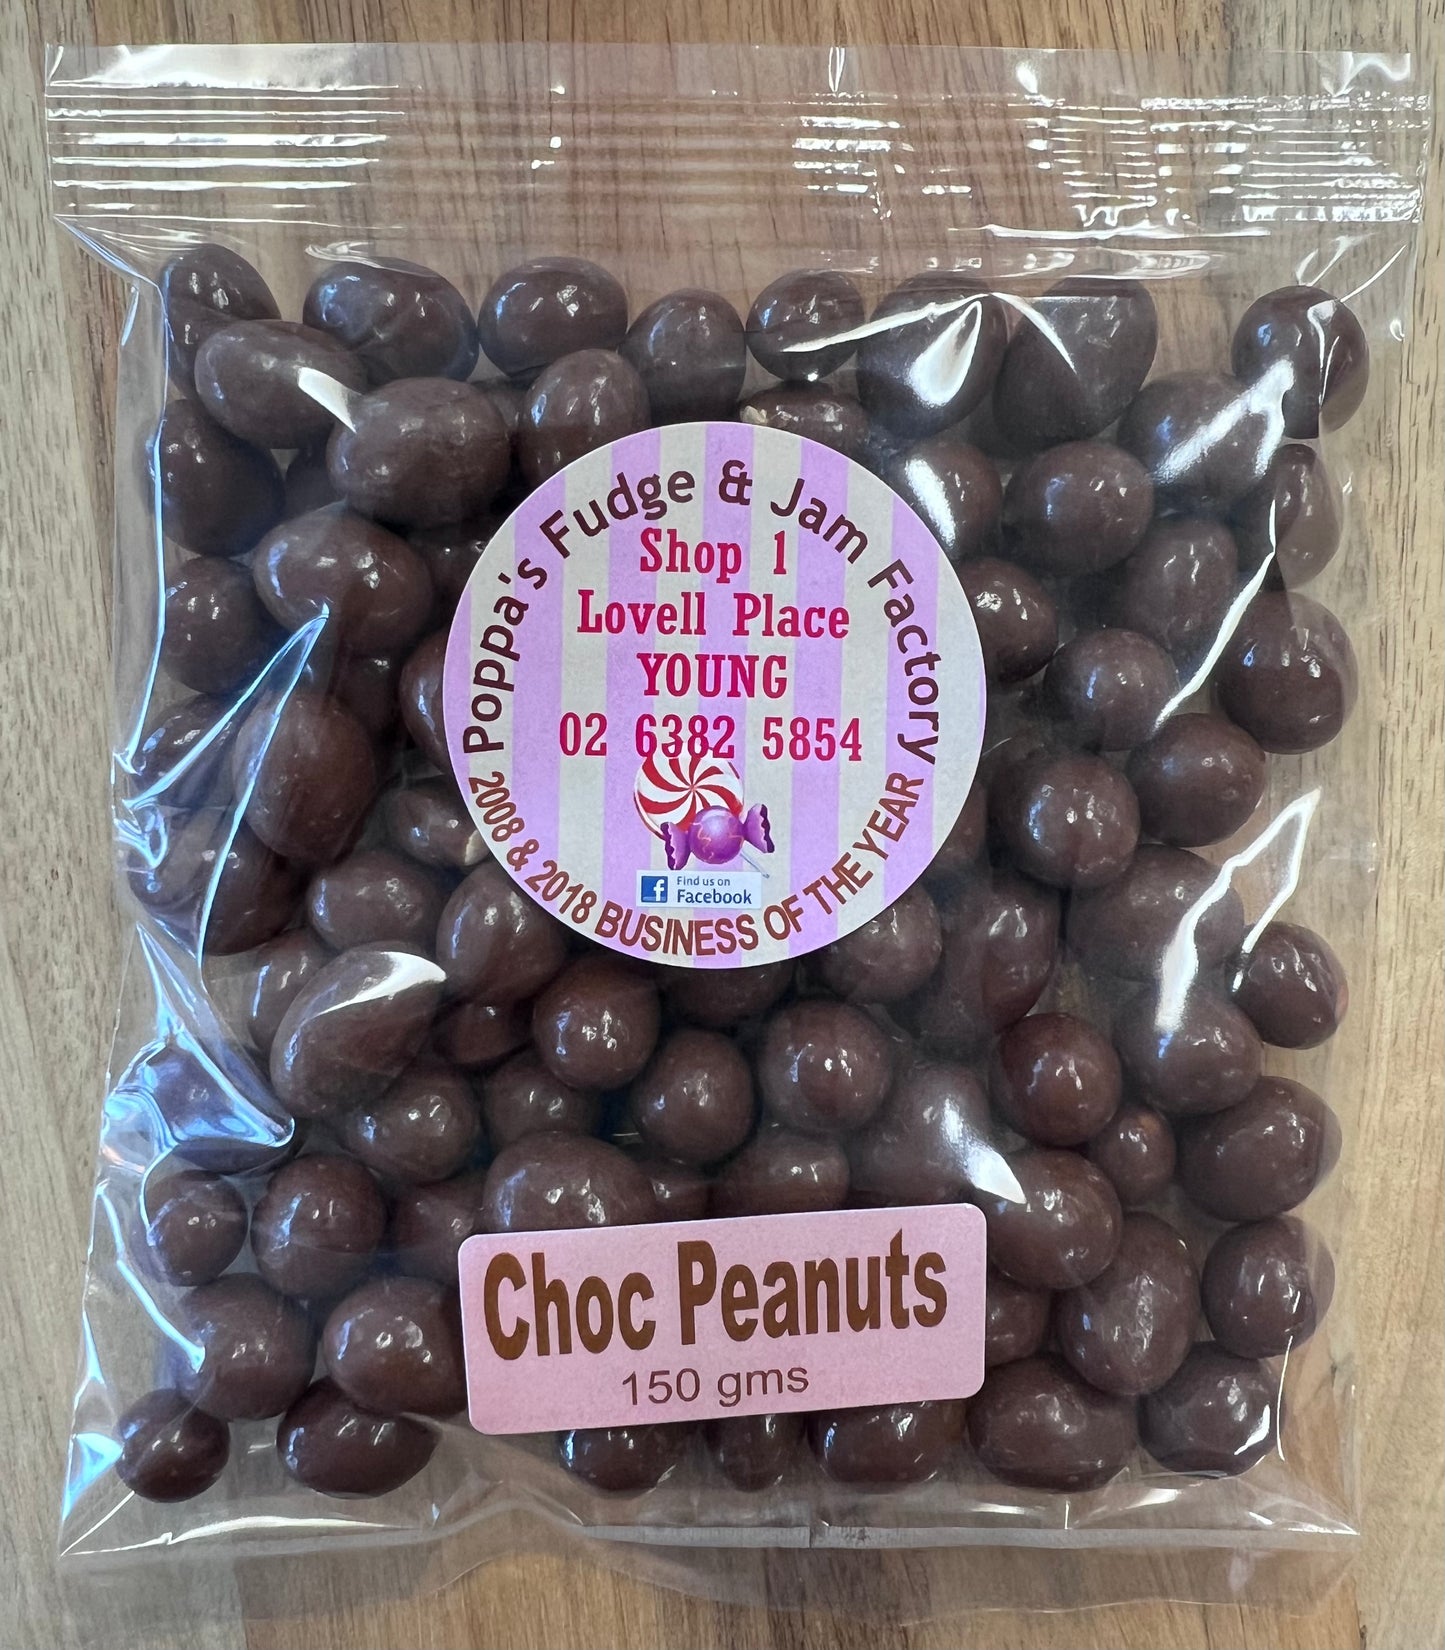 Poppa's Fudge & Jam Factory
Shop 1
Lovell Place
YOUNG
02 6382 5854
Find us on
f Facebook
2008 & 2018 BUSINESS OF THE YEAR
Choc Peanuts
150 gms